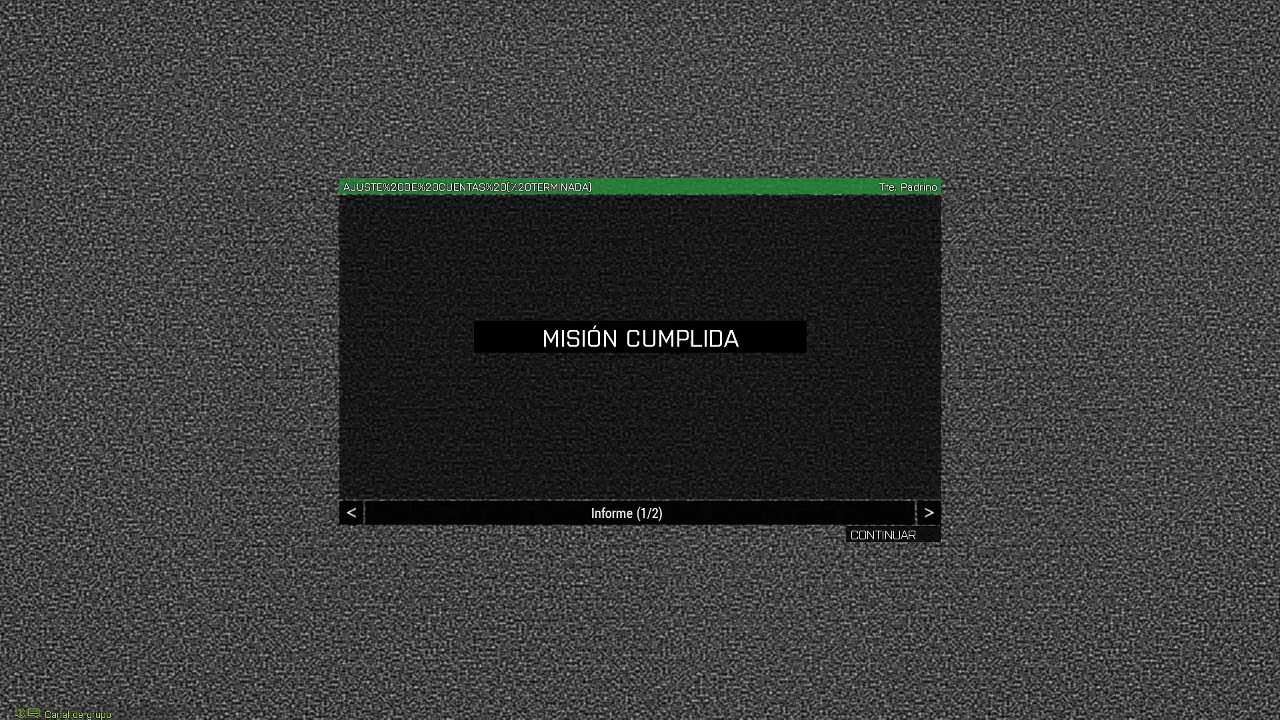 AJUSTE%20DE%20CUENTAS%20(%20TERMINADA)
Tte. Padrino
MISIÓN CUMPLIDA
<
Informe (1/2)
>
CONTINUAR
Canal de grupo